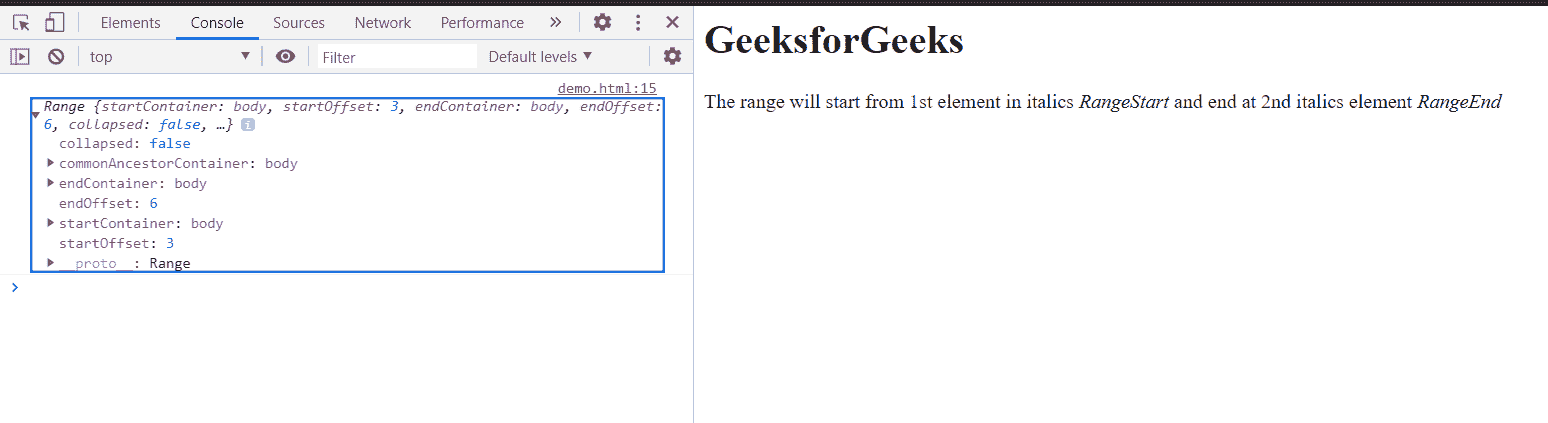 Elements Console Sources Network Performance »
top ▼ Filter Default levels ▼
demo.html:15
Range {startContainer: body, startOffset: 3, endContainer: body, endOffset:
6, collapsed: false, …} i
collapsed: false
commonAncestorContainer: body
endContainer: body
endOffset: 6
startContainer: body
startOffset: 3
__proto__: Range
GeeksforGeeks
The range will start from 1st element in italics RangeStart and end at 2nd italics element RangeEnd